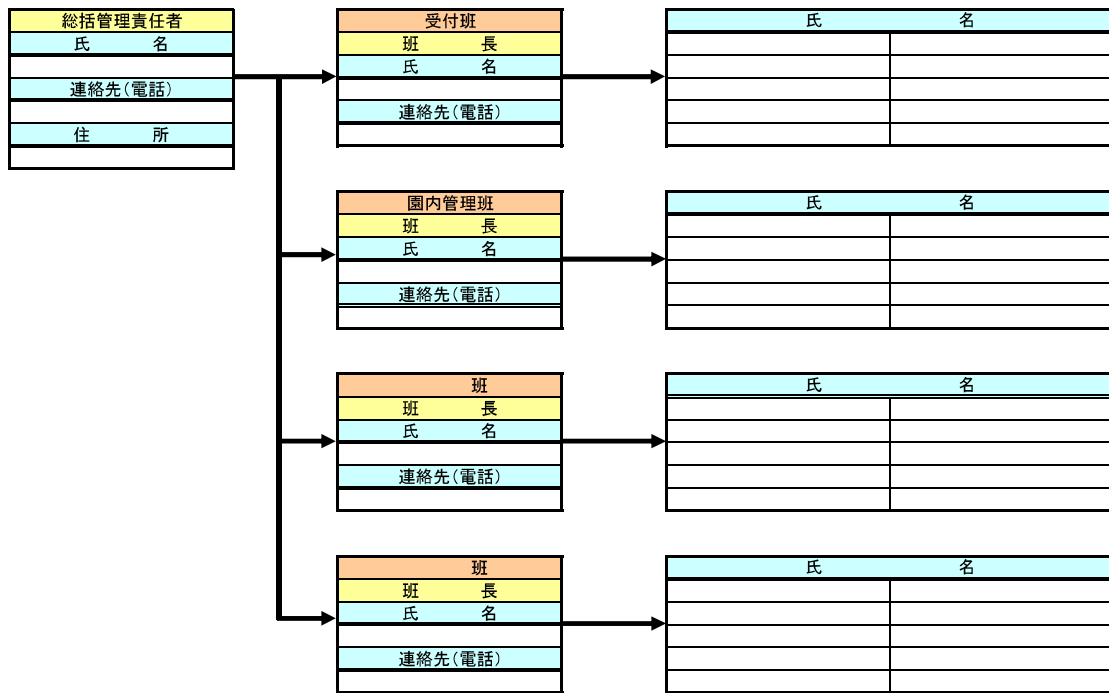 総括管理責任者
氏 名
連絡先(電話)
住 所
受付班
班 長
氏 名
連絡先(電話)
氏 名
園内管理班
班 長
氏 名
連絡先(電話)
氏 名
班
班 長
氏 名
連絡先(電話)
氏 名
班
班 長
氏 名
連絡先(電話)
氏 名